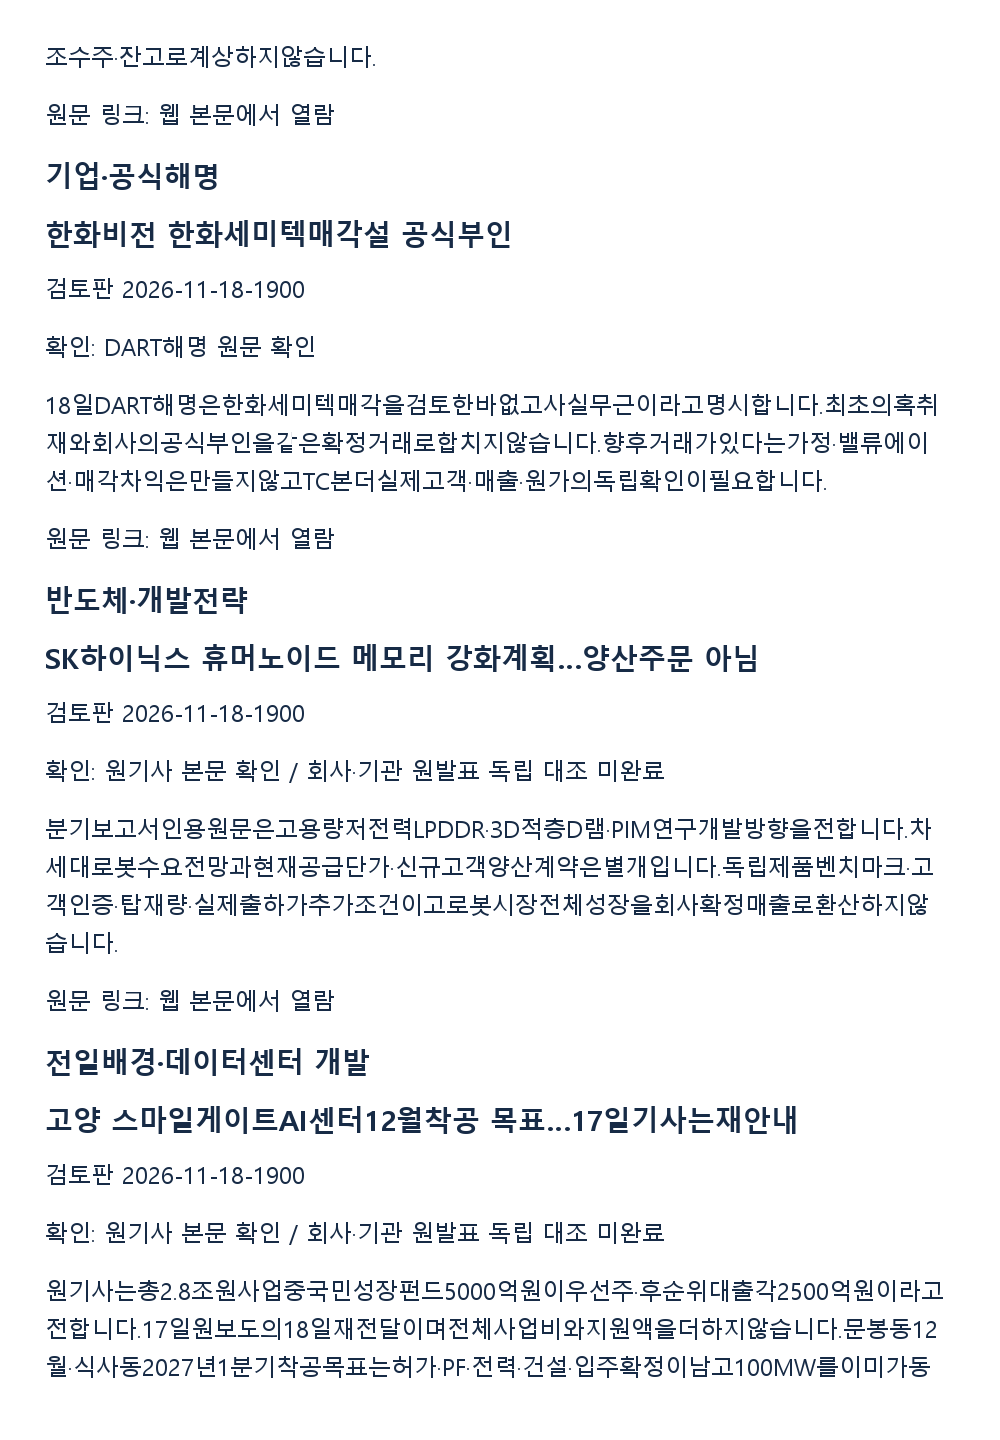 조수주·잔고로계상하지않습니다.
원문 링크: 웹 본문에서 열람
기업·공식해명
한화비전 한화세미텍매각설 공식부인
검토판 2026-11-18-1900
확인: DART해명 원문 확인
18일DART해명은한화세미텍매각을검토한바없고사실무근이라고명시합니다.최초의혹취
재와회사의공식부인을같은확정거래로합치지않습니다.향후거래가있다는가정·밸류에이
션·매각차익은만들지않고TC본더실제고객·매출·원가의독립확인이필요합니다.
원문 링크: 웹 본문에서 열람
반도체·개발전략
SK하이닉스 휴머노이드 메모리 강화계획…양산주문 아님
검토판 2026-11-18-1900
확인: 원기사 본문 확인 / 회사·기관 원발표 독립 대조 미완료
분기보고서인용원문은고용량저전력LPDDR·3D적층D램·PIM연구개발방향을전합니다.차
세대로봇수요전망과현재공급단가·신규고객양산계약은별개입니다.독립제품벤치마크·고
객인증·탑재량·실제출하가추가조건이고로봇시장전체성장을회사확정매출로환산하지않
습니다.
원문 링크: 웹 본문에서 열람
전일배경·데이터센터 개발
고양 스마일게이트AI센터12월착공 목표…17일기사는재안내
검토판 2026-11-18-1900
확인: 원기사 본문 확인 / 회사·기관 원발표 독립 대조 미완료
원기사는총2.8조원사업중국민성장펀드5000억원이우선주·후순위대출각2500억원이라고
전합니다.17일원보도의18일재전달이며전체사업비와지원액을더하지않습니다.문봉동12
월·식사동2027년1분기착공목표는허가·PF·전력·건설·입주확정이남고100MW를이미가동